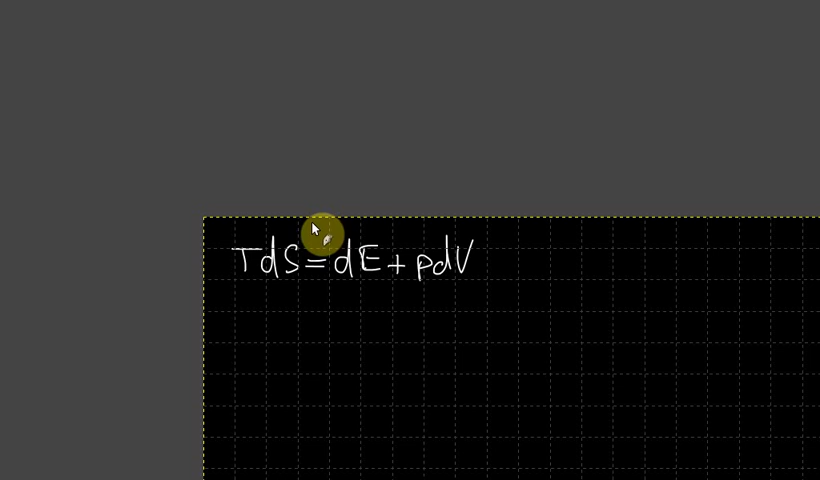 TdS = dE + pdV